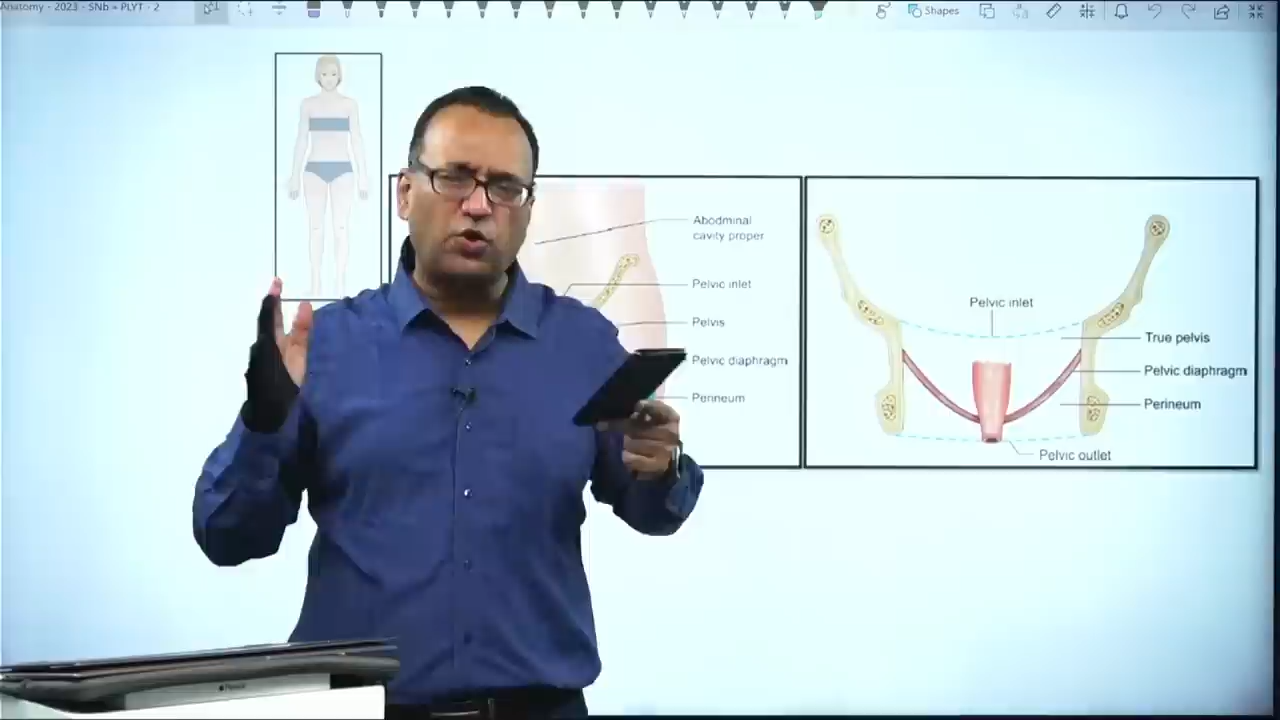 Anatomy - 2023 - SNb = PLYT - 2
Shapes
Abodminal
cavity proper
Pelvic inlet
Pelvis
Pelvic diaphragm
Perineum
Pelvic inlet
True pelvis
Pelvic diaphragm
Perineum
Pelvic outlet